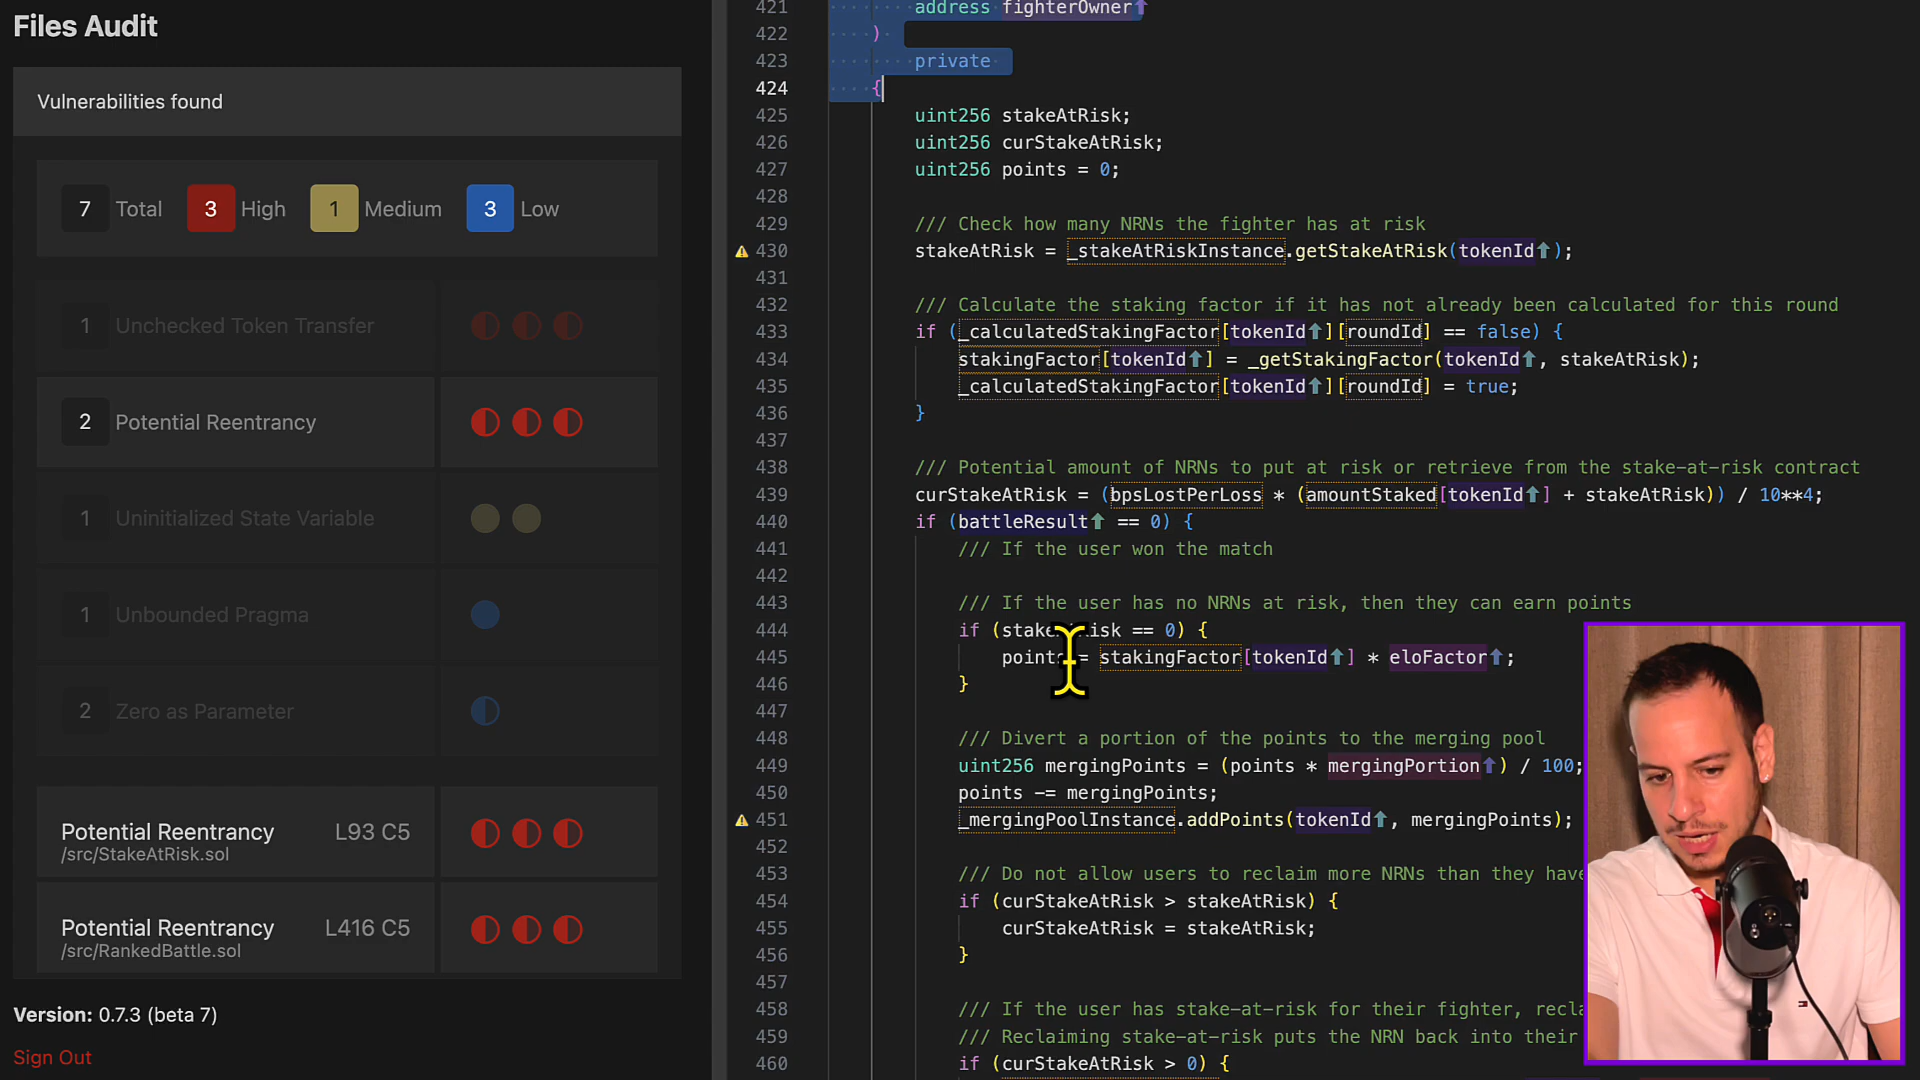 Files Audit
Vulnerabilities found
7 Total 3 High 1 Medium 3 Low
1 Unchecked Token Transfer
2 Potential Reentrancy
1 Uninitialized State Variable
1 Unbounded Pragma
2 Zero as Parameter
Potential Reentrancy L93 C5
/src/StakeAtRisk.sol
Potential Reentrancy L416 C5
/src/RankedBattle.sol
Version: 0.7.3 (beta 7)
Sign Out
421 address fighterOwner⬆
422 )
423 private
424 {
425 uint256 stakeAtRisk;
426 uint256 curStakeAtRisk;
427 uint256 points = 0;
428
429 /// Check how many NRNs the fighter has at risk
430 stakeAtRisk = _stakeAtRiskInstance.getStakeAtRisk(tokenId⬆);
431
432 /// Calculate the staking factor if it has not already been calculated for this round
433 if (_calculatedStakingFactor[tokenId⬆][roundId] == false) {
434 stakingFactor[tokenId⬆] = _getStakingFactor(tokenId⬆, stakeAtRisk);
435 _calculatedStakingFactor[tokenId⬆][roundId] = true;
436 }
437
438 /// Potential amount of NRNs to put at risk or retrieve from the stake-at-risk contract
439 curStakeAtRisk = (bpsLostPerLoss * (amountStaked[tokenId⬆] + stakeAtRisk)) / 10**4;
440 if (battleResult⬆ == 0) {
441 /// If the user won the match
442
443 /// If the user has no NRNs at risk, then they can earn points
444 if (stakeAtRisk == 0) {
445 points = stakingFactor[tokenId⬆] * eloFactor⬆;
446 }
447
448 /// Divert a portion of the points to the merging pool
449 uint256 mergingPoints = (points * mergingPortion⬆) / 100;
450 points -= mergingPoints;
451 _mergingPoolInstance.addPoints(tokenId⬆, mergingPoints);
452
453 /// Do not allow users to reclaim more NRNs than they have
454 if (curStakeAtRisk > stakeAtRisk) {
455 curStakeAtRisk = stakeAtRisk;
456 }
457
458 /// If the user has stake-at-risk for their fighter,
459 /// Reclaiming stake-at-risk puts the NRN back into their
460 if (curStakeAtRisk > 0) {